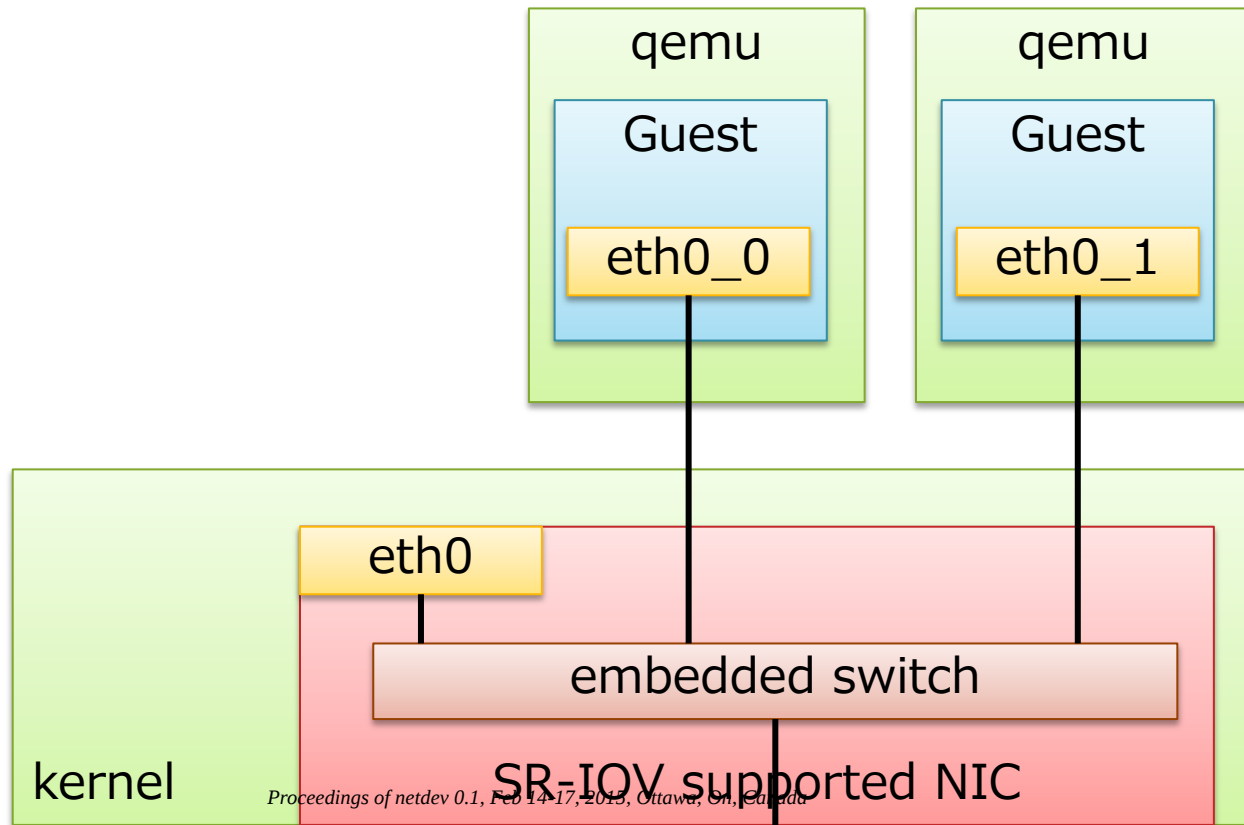 qemu
qemu
Guest
Guest
eth0_0
eth0_1
eth0
embedded switch
kernel
SR-IOV supported NIC
Proceedings of netdev 0.1, Feb 14-17, 2015, Ottawa, On, Canada